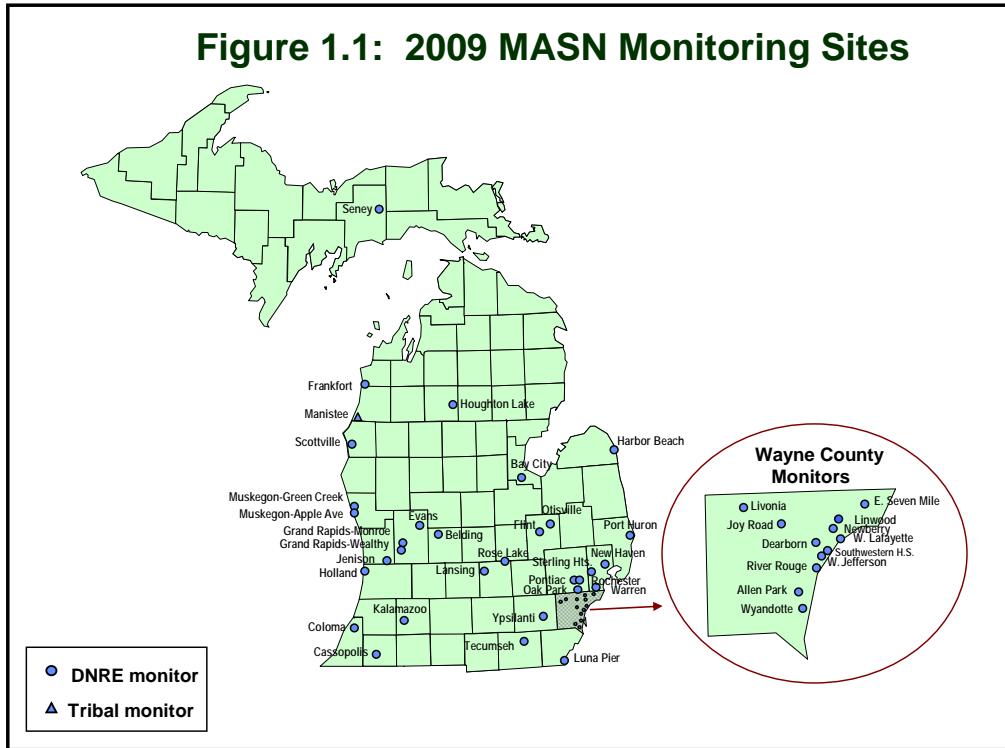 Figure 1.1: 2009 MASN Monitoring Sites
Seney
Frankfort
Houghton Lake
Manistee
Scottville
Harbor Beach
Bay City
Muskegon-Green Creek
Muskegon-Apple Ave
Evans
Otisville
Flint
Port Huron
Grand Rapids-Monroe
Belding
Grand Rapids-Wealthy
Jenison
Rose Lake
New Haven
Sterling Hts.
Holland
Lansing
Pontiac
Rochester
Oak Park
Warren
Kalamazoo
Ypsilanti
Coloma
Cassopolis
Tecumseh
Luna Pier
Wayne County
Monitors
Livonia
E. Seven Mile
Joy Road
Linwood
Newberry
W. Lafayette
Dearborn
Southwestern H.S.
W. Jefferson
River Rouge
Allen Park
Wyandotte
DNRE monitor
Tribal monitor